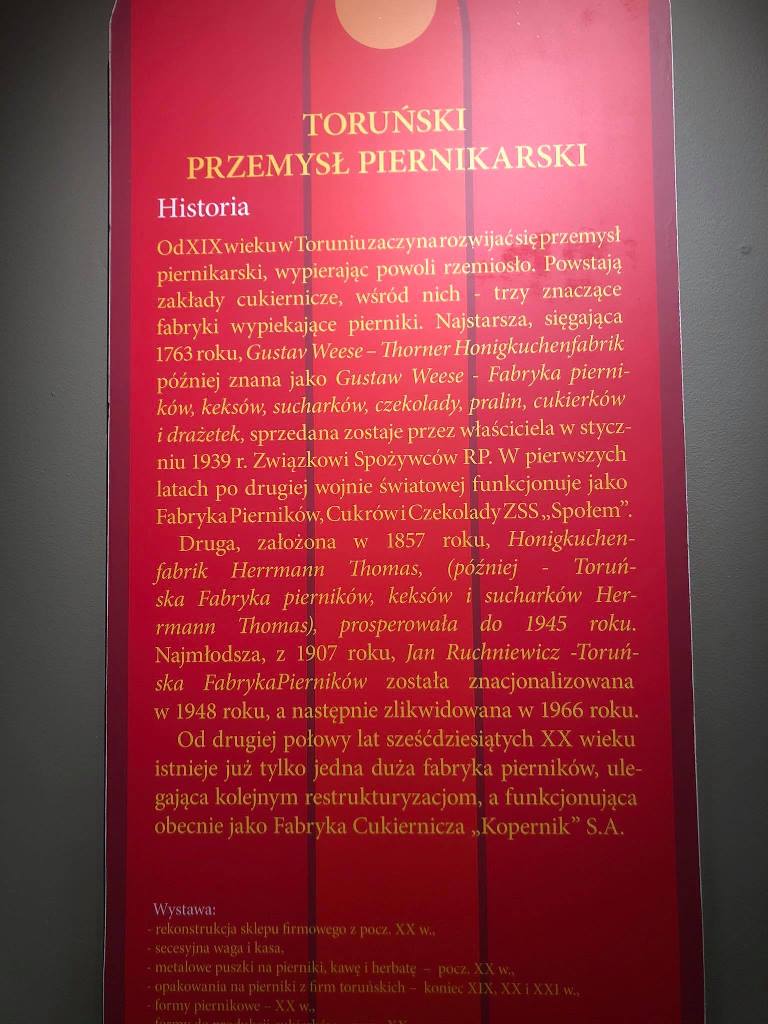 TORUŃSKI
PRZEMYSŁ PIERNIKARSKI
Historia
Od XIX wieku w Toruniu zaczyna rozwijać się przemysł
piernikarski, wypierając powoli rzemiosło. Powstają
zakłady cukiernicze, wśród nich - trzy znaczące
fabryki wypiekające pierniki. Najstarsza, sięgająca
1763 roku, Gustav Weese – Thorner Honigkuchenfabrik
później znana jako Gustaw Weese - Fabryka pierni-
ków, keksów, sucharków, czekolady, pralin, cukierków
i drażetek, sprzedana zostaje przez właściciela w stycz-
niu 1939 r. Związkowi Spożywców RP. W pierwszych
latach po drugiej wojnie światowej funkcjonuje jako
Fabryka Pierników, Cukrów i Czekolady ZSS „Społem”.
Druga, założona w 1857 roku, Honigkuchen-
fabrik Herrmann Thomas, (później - Toruń-
ska Fabryka pierników, keksów i sucharków Her-
rmann Thomas), prosperowała do 1945 roku.
Najmłodsza, z 1907 roku, Jan Ruchniewicz -Toruń-
ska FabrykaPierników została znacjonalizowana
w 1948 roku, a następnie zlikwidowana w 1966 roku.
Od drugiej połowy lat sześćdziesiątych XX wieku
istnieje już tylko jedna duża fabryka pierników, ule-
gająca kolejnym restrukturyzacjom, a funkcjonująca
obecnie jako Fabryka Cukiernicza „Kopernik” S.A.
Wystawa:
- rekonstrukcja sklepu firmowego z pocz. XX w.,
- secesyjna waga i kasa,
- metalowe puszki na pierniki, kawę i herbatę – pocz. XX w.,
- opakowania na pierniki z firm toruńskich – koniec XIX, XX i XXI w.,
- formy piernikowe – XX w.,